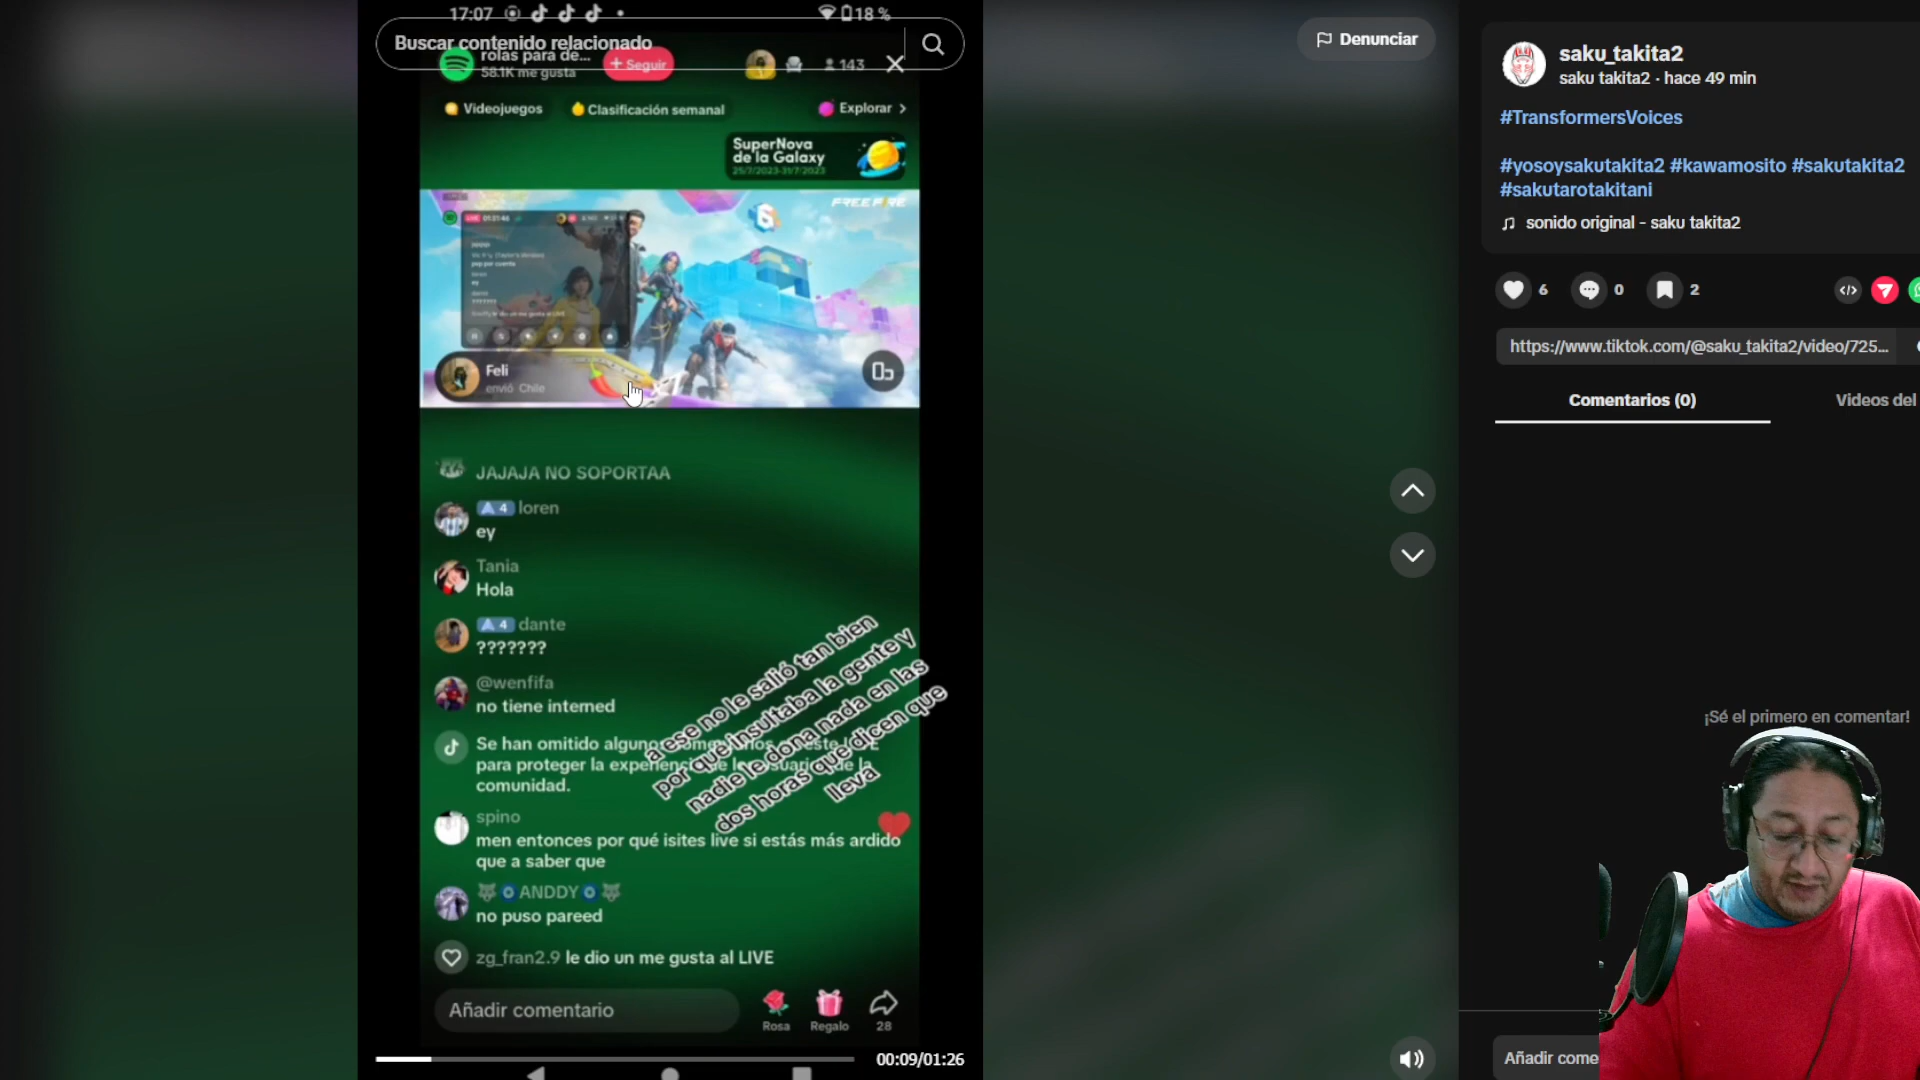 17:07
18 %
Buscar contenido relacionado
rolas para de...
58.1K me gusta
+ Seguir
143
Videojuegos
Clasificación semanal
Explorar
SuperNova
de la Galaxy
25/7/2023-31/7/2023
FREE FIRE
LIVE
Feli
envió Chile
JAJAJA NO SOPORTAA
4 loren
ey
Tania
Hola
4 dante
???????
@wenfifa
no tiene interned
Se han omitido algunos
para proteger la
comunidad.
a ese no le salió tan bien
por que insultaba la gente y
nadie le dona nada en las
dos horas que dicen que
lleva
spino
men entonces por qué isites live si estás más ardido
que a saber que
ANDDY
no puso pareed
zg_fran2.9 le dio un me gusta al LIVE
Añadir comentario
Rosa
Regalo
28
00:09/01:26
Denunciar
saku_takita2
saku takita2 · hace 49 min
#TransformersVoices
#yosoysakutakita2 #kawamosito #sakutakita2
#sakutarotakitani
sonido original - saku takita2
6
0
2
https://www.tiktok.com/@saku_takita2/video/725...
Comentarios (0)
Videos del
¡Sé el primero en comentar!
Añadir come